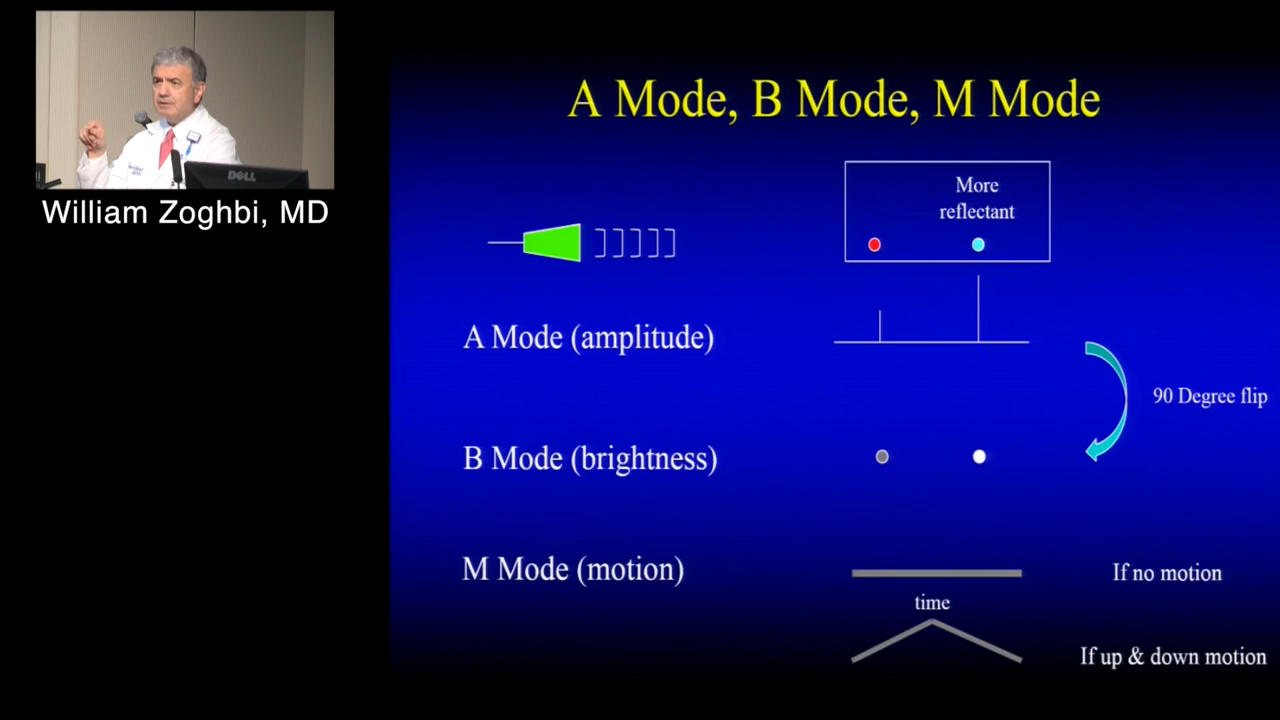 A Mode, B Mode, M Mode
DELL
William Zoghbi, MD
More
reflectant
A Mode (amplitude)
90 Degree flip
B Mode (brightness)
M Mode (motion)
If no motion
time
If up & down motion